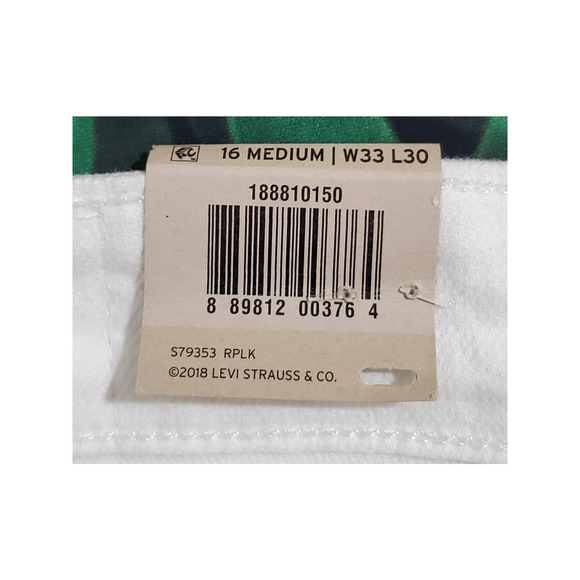 16 MEDIUM | W33 L30
188810150
8 89812 00376 4
S79353 RPLK
©2018 LEVI STRAUSS & CO.